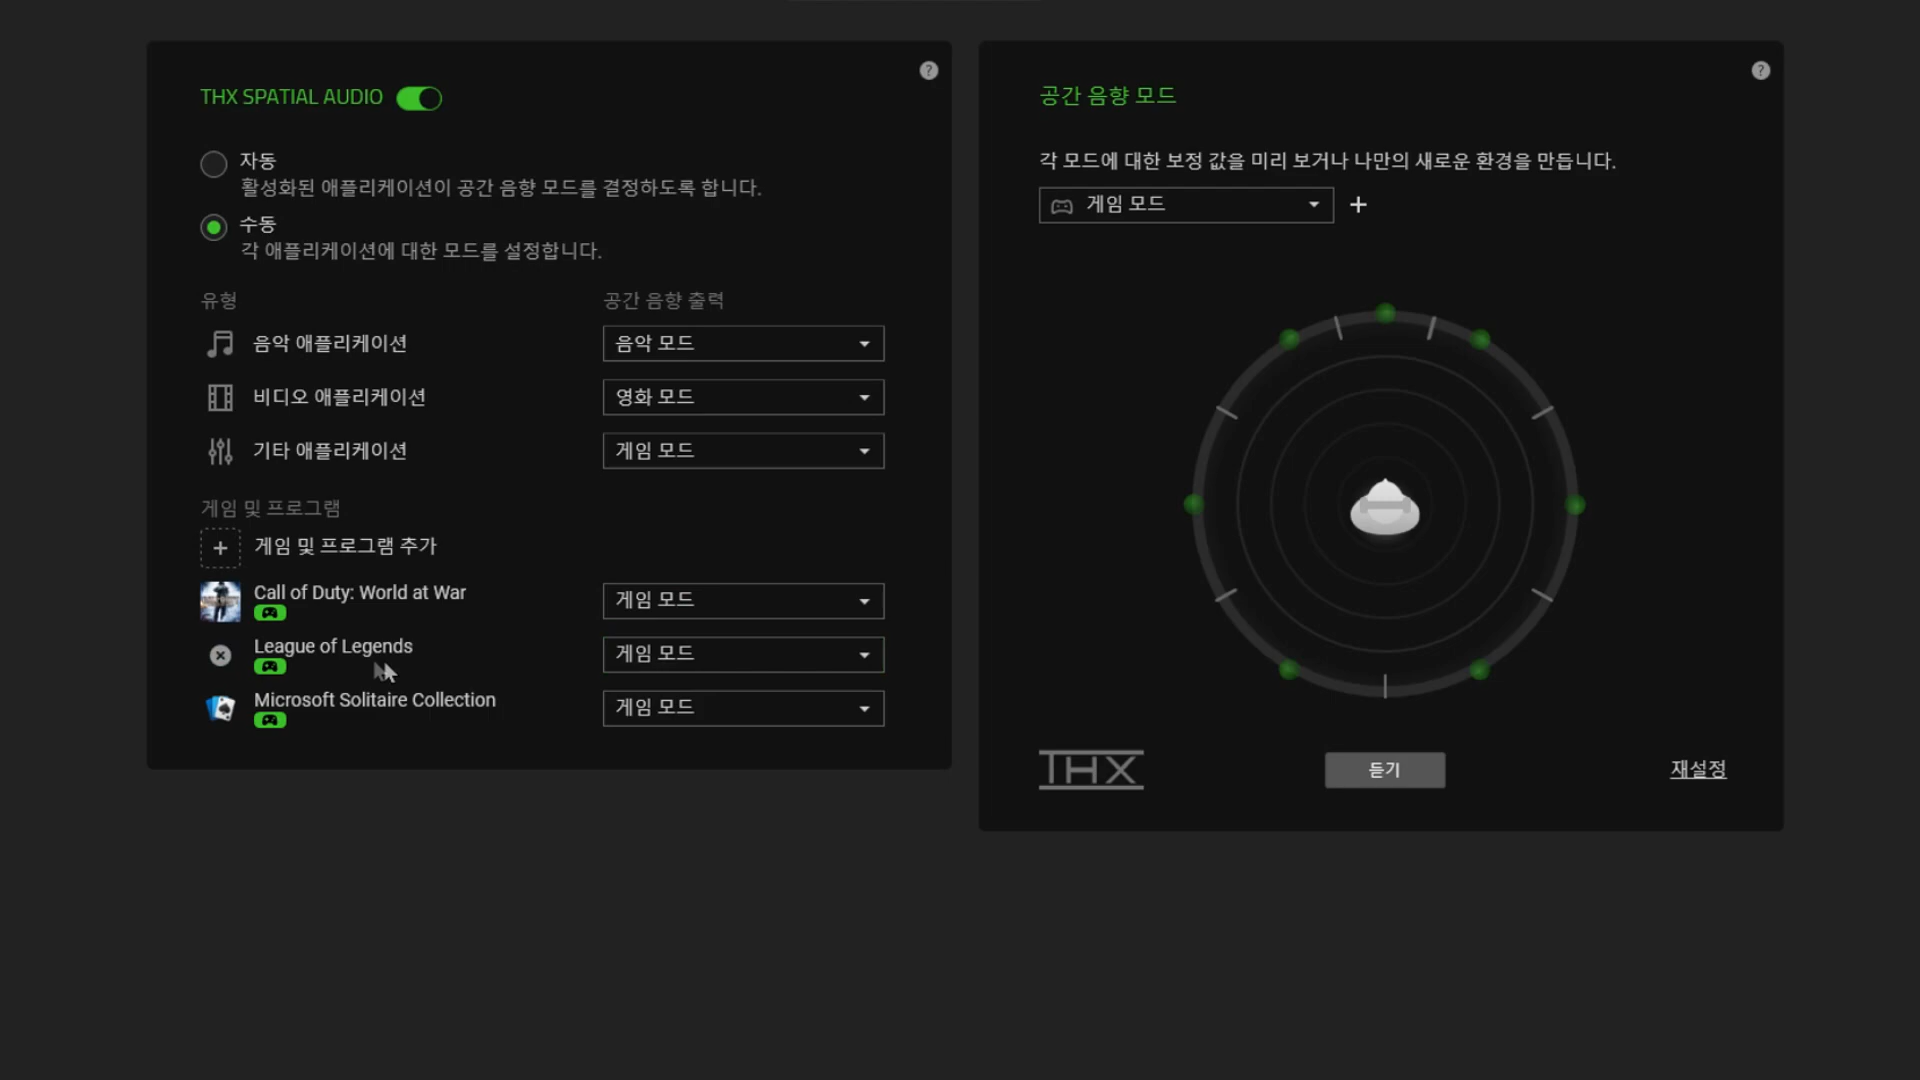 THX SPATIAL AUDIO
자동
활성화된 애플리케이션이 공간 음향 모드를 결정하도록 합니다.
수동
각 애플리케이션에 대한 모드를 설정합니다.
유형
공간 음향 출력
음악 애플리케이션
음악 모드
비디오 애플리케이션
영화 모드
기타 애플리케이션
게임 모드
게임 및 프로그램
게임 및 프로그램 추가
Call of Duty: World at War
게임 모드
League of Legends
게임 모드
Microsoft Solitaire Collection
게임 모드
공간 음향 모드
각 모드에 대한 보정 값을 미리 보거나 나만의 새로운 환경을 만듭니다.
게임 모드
THX
듣기
재설정